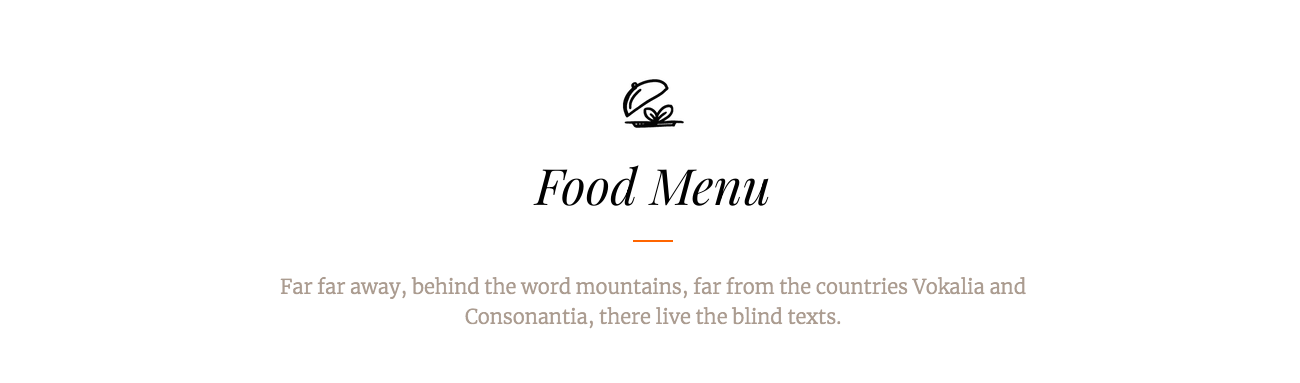 Food Menu
Far far away, behind the word mountains, far from the countries Vokalia and
Consonantia, there live the blind texts.